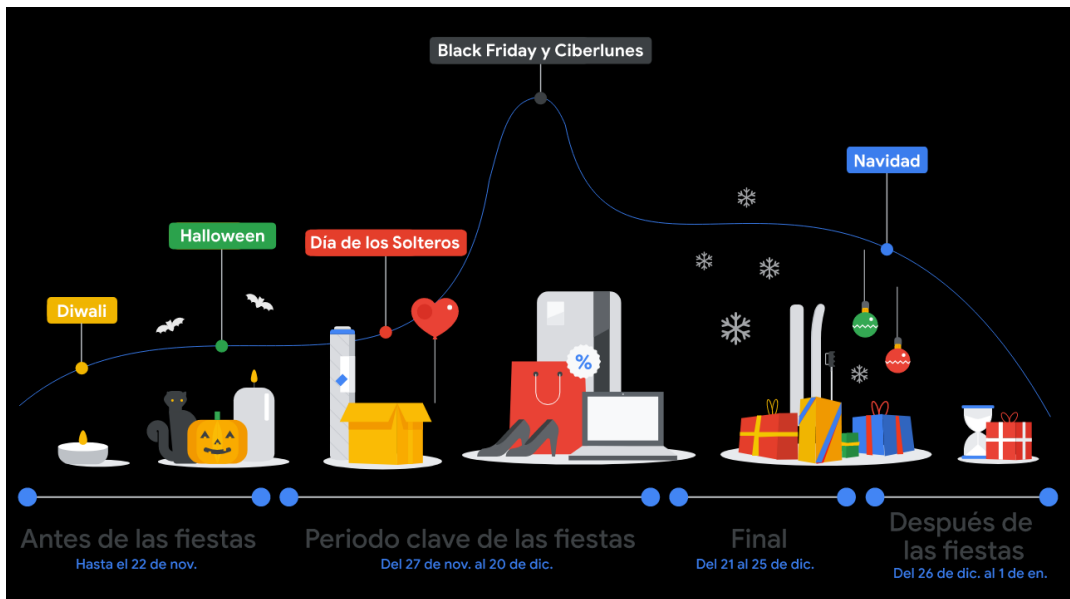 Black Friday y Ciberlunes
Navidad
Halloween
Día de los Solteros
Diwali
%
Antes de las fiestas
Hasta el 22 de nov.
Periodo clave de las fiestas
Del 27 de nov. al 20 de dic.
Final
Del 21 al 25 de dic.
Después de
las fiestas
Del 26 de dic. al 1 de en.